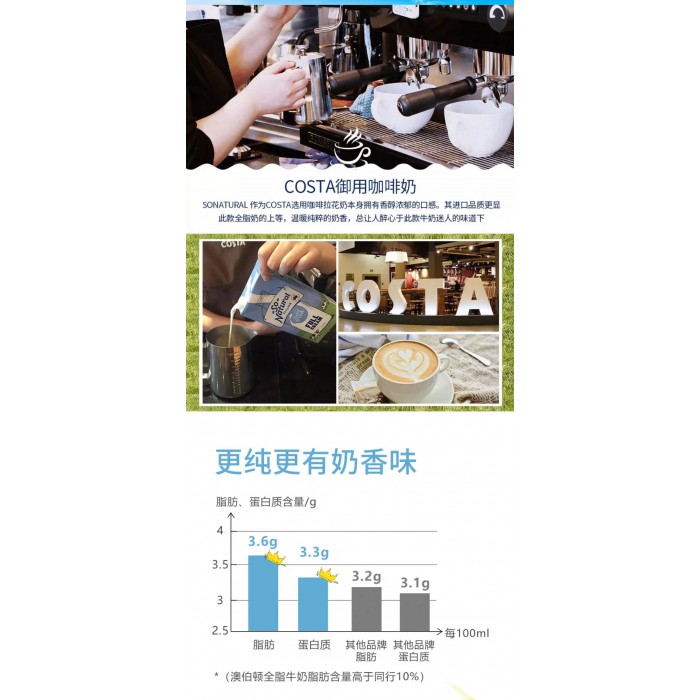 COSTA御用咖啡奶
SONATURAL 作为COSTA选用咖啡拉花奶本身拥有香醇浓郁的口感。其进口品质更显
此款全脂奶的上等，温暖纯粹的奶香，总让人醉心于此款牛奶迷人的味道下
COSTA
So
Natural
FULL
CREAM
COSTA
更纯更有奶香味
脂肪、蛋白质含量/g
4
3.6g
3.3g
3.5
3.2g
3.1g
3
2.5
每100ml
脂肪
蛋白质
其他品牌
脂肪
其他品牌
蛋白质
*（澳伯顿全脂牛奶脂肪含量高于同行10%）